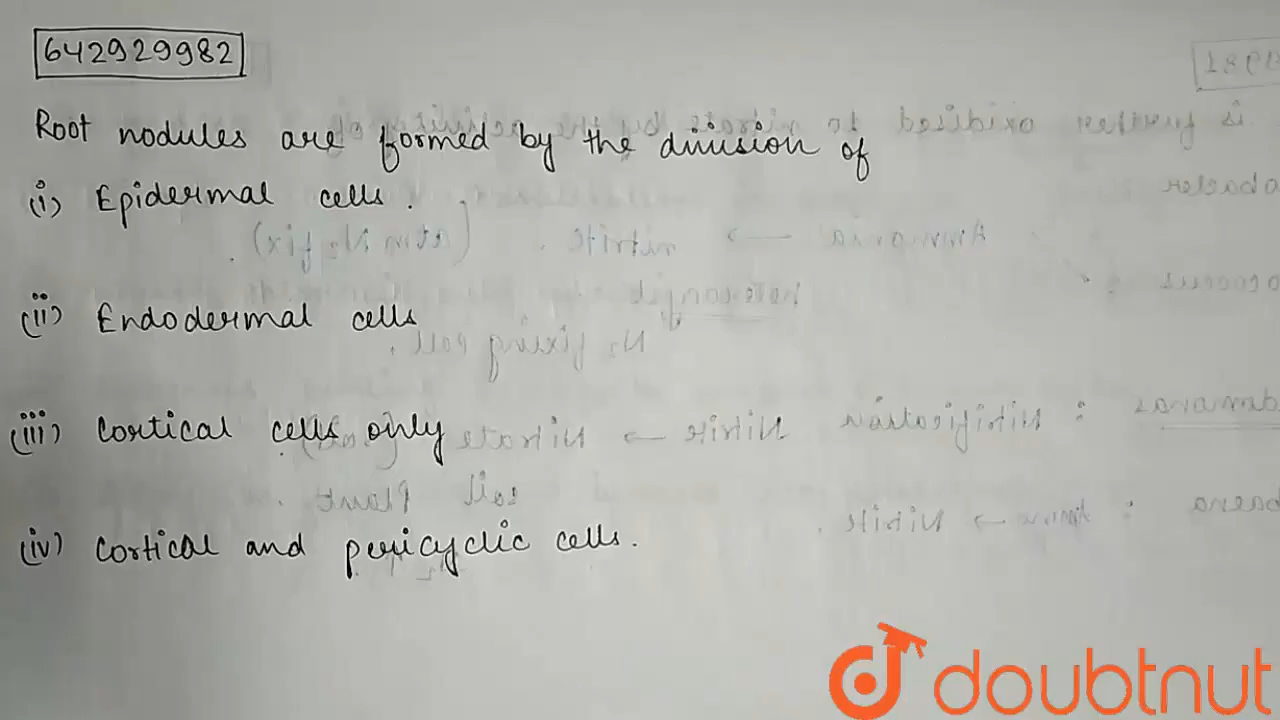 642929982
Root nodules are formed by the division of
(i) Epidermal cells.
(ii) Endodermal cells
(iii) Cortical cells only
(iv) Cortical and pericyclic cells.
doubtnut